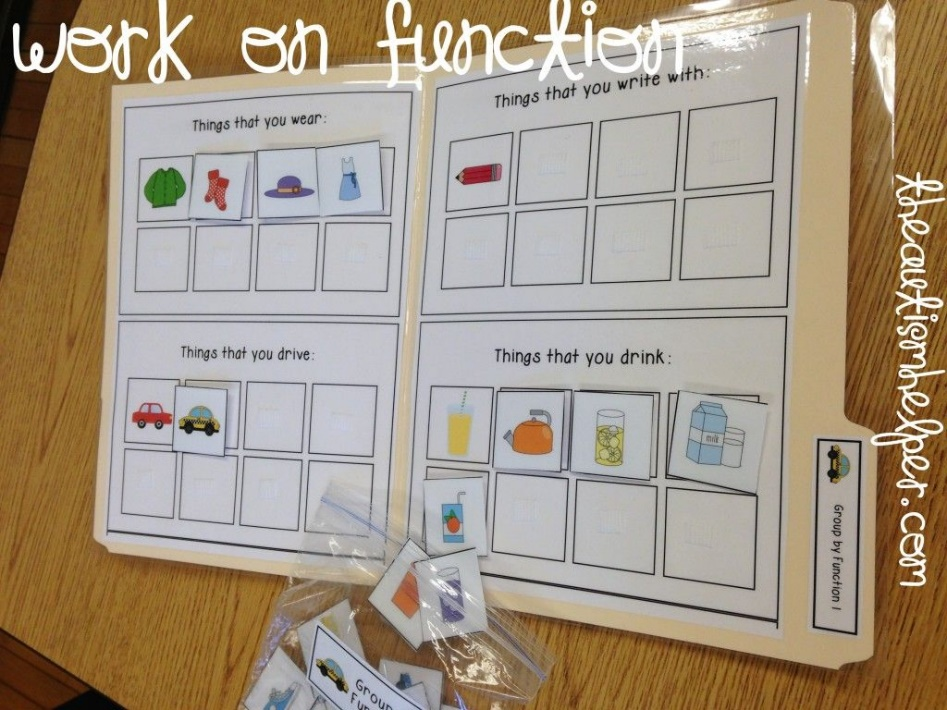 work on function
Things that you wear:
Things that you write with:
Things that you drive:
Things that you drink:
milk
Group by Function 1
theautismhelper.com
Group